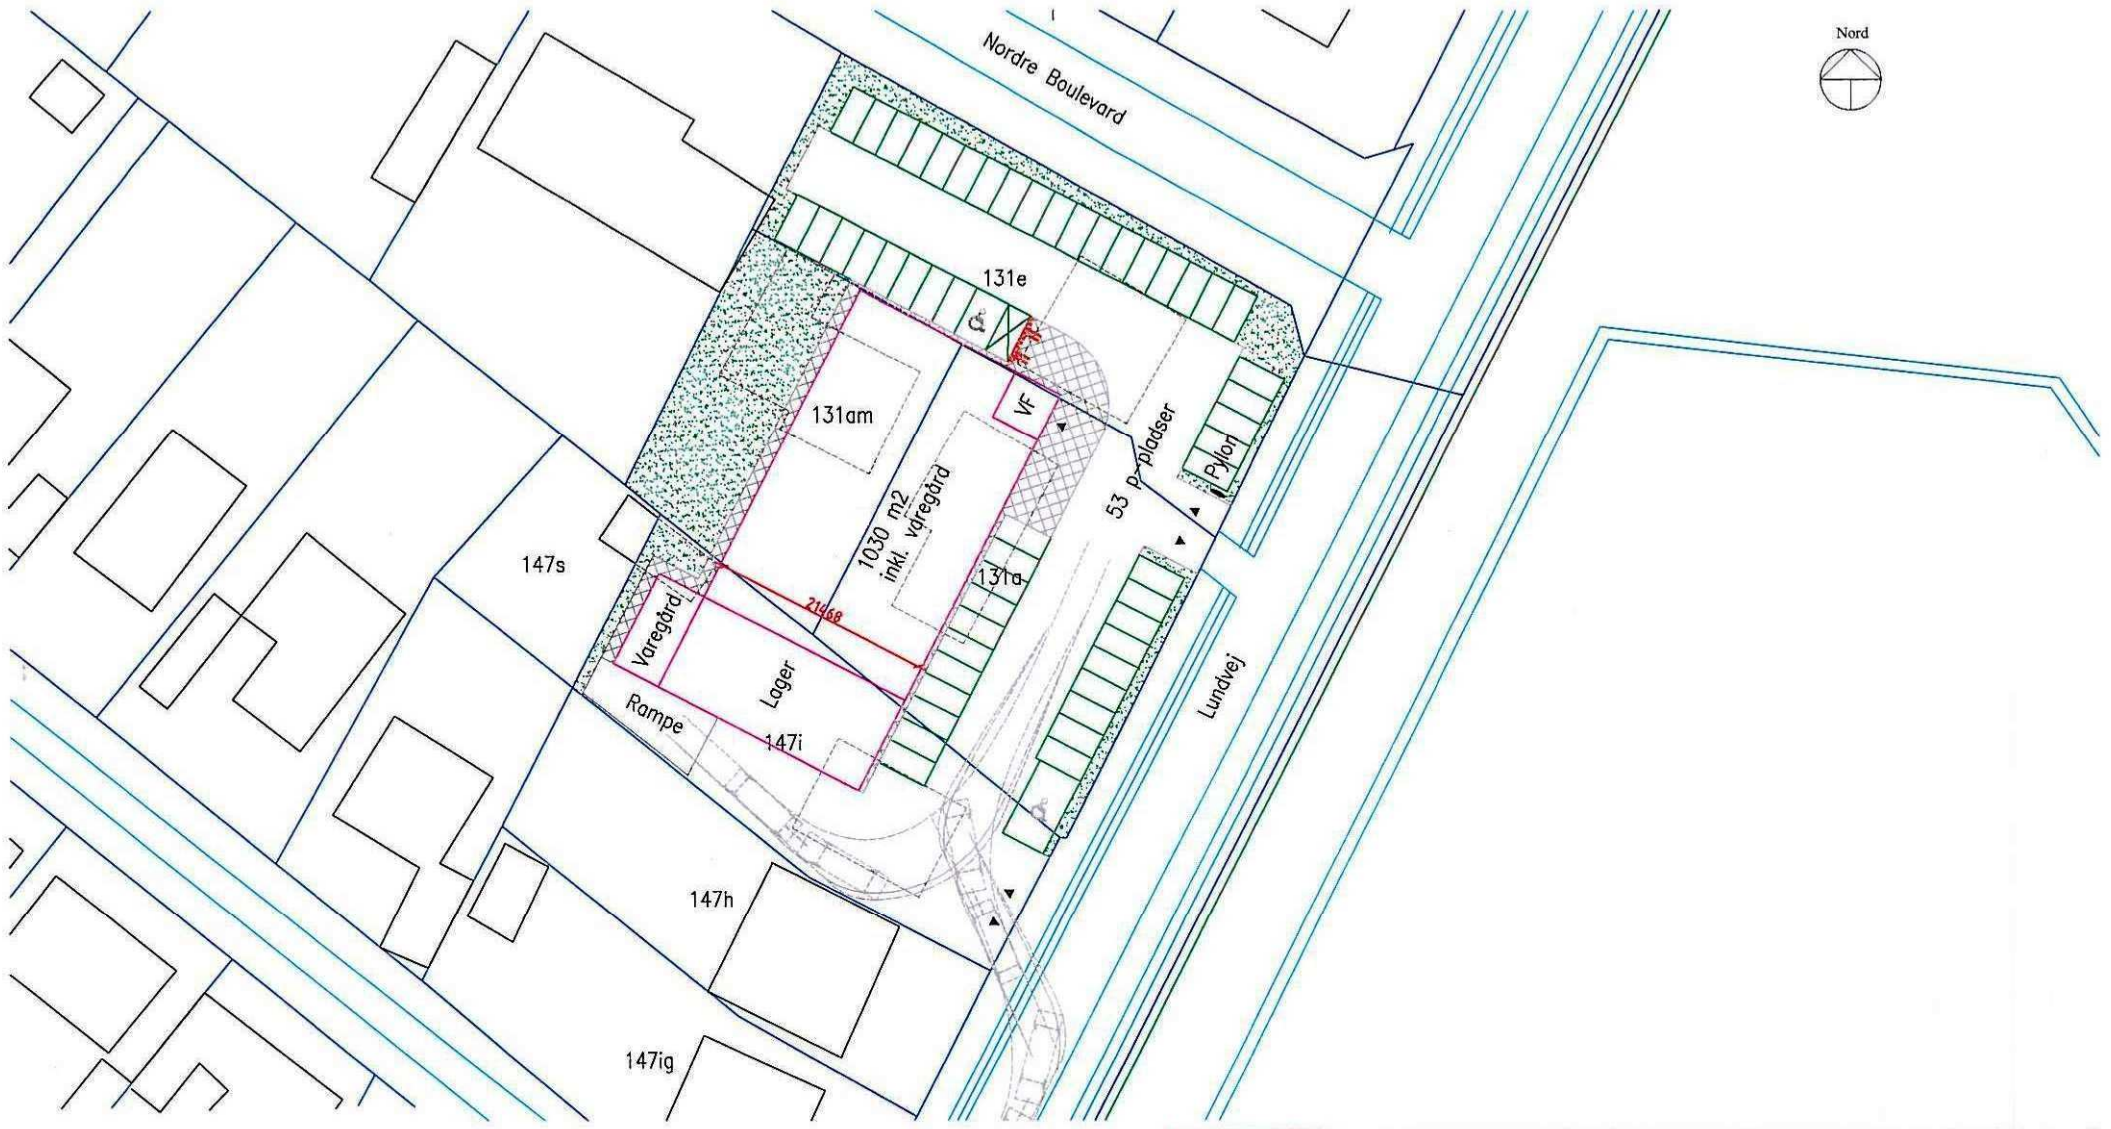 Nord
Nordre Boulevard
131e
131am
VF
1030 m2
inkl. varegård
53 p-pladser
Pylon
131a
147s
21468
Varegård
Lager
Rampe
147i
Lundvej
147h
147ig